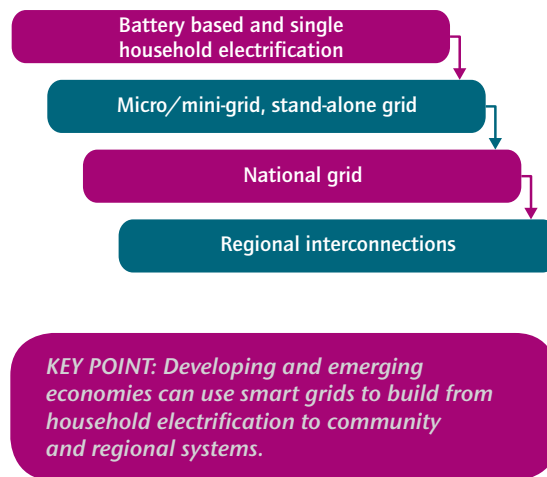 Battery based and single
household electrification
Micro/mini-grid, stand-alone grid
National grid
Regional interconnections
KEY POINT: Developing and emerging
economies can use smart grids to build from
household electrification to community
and regional systems.